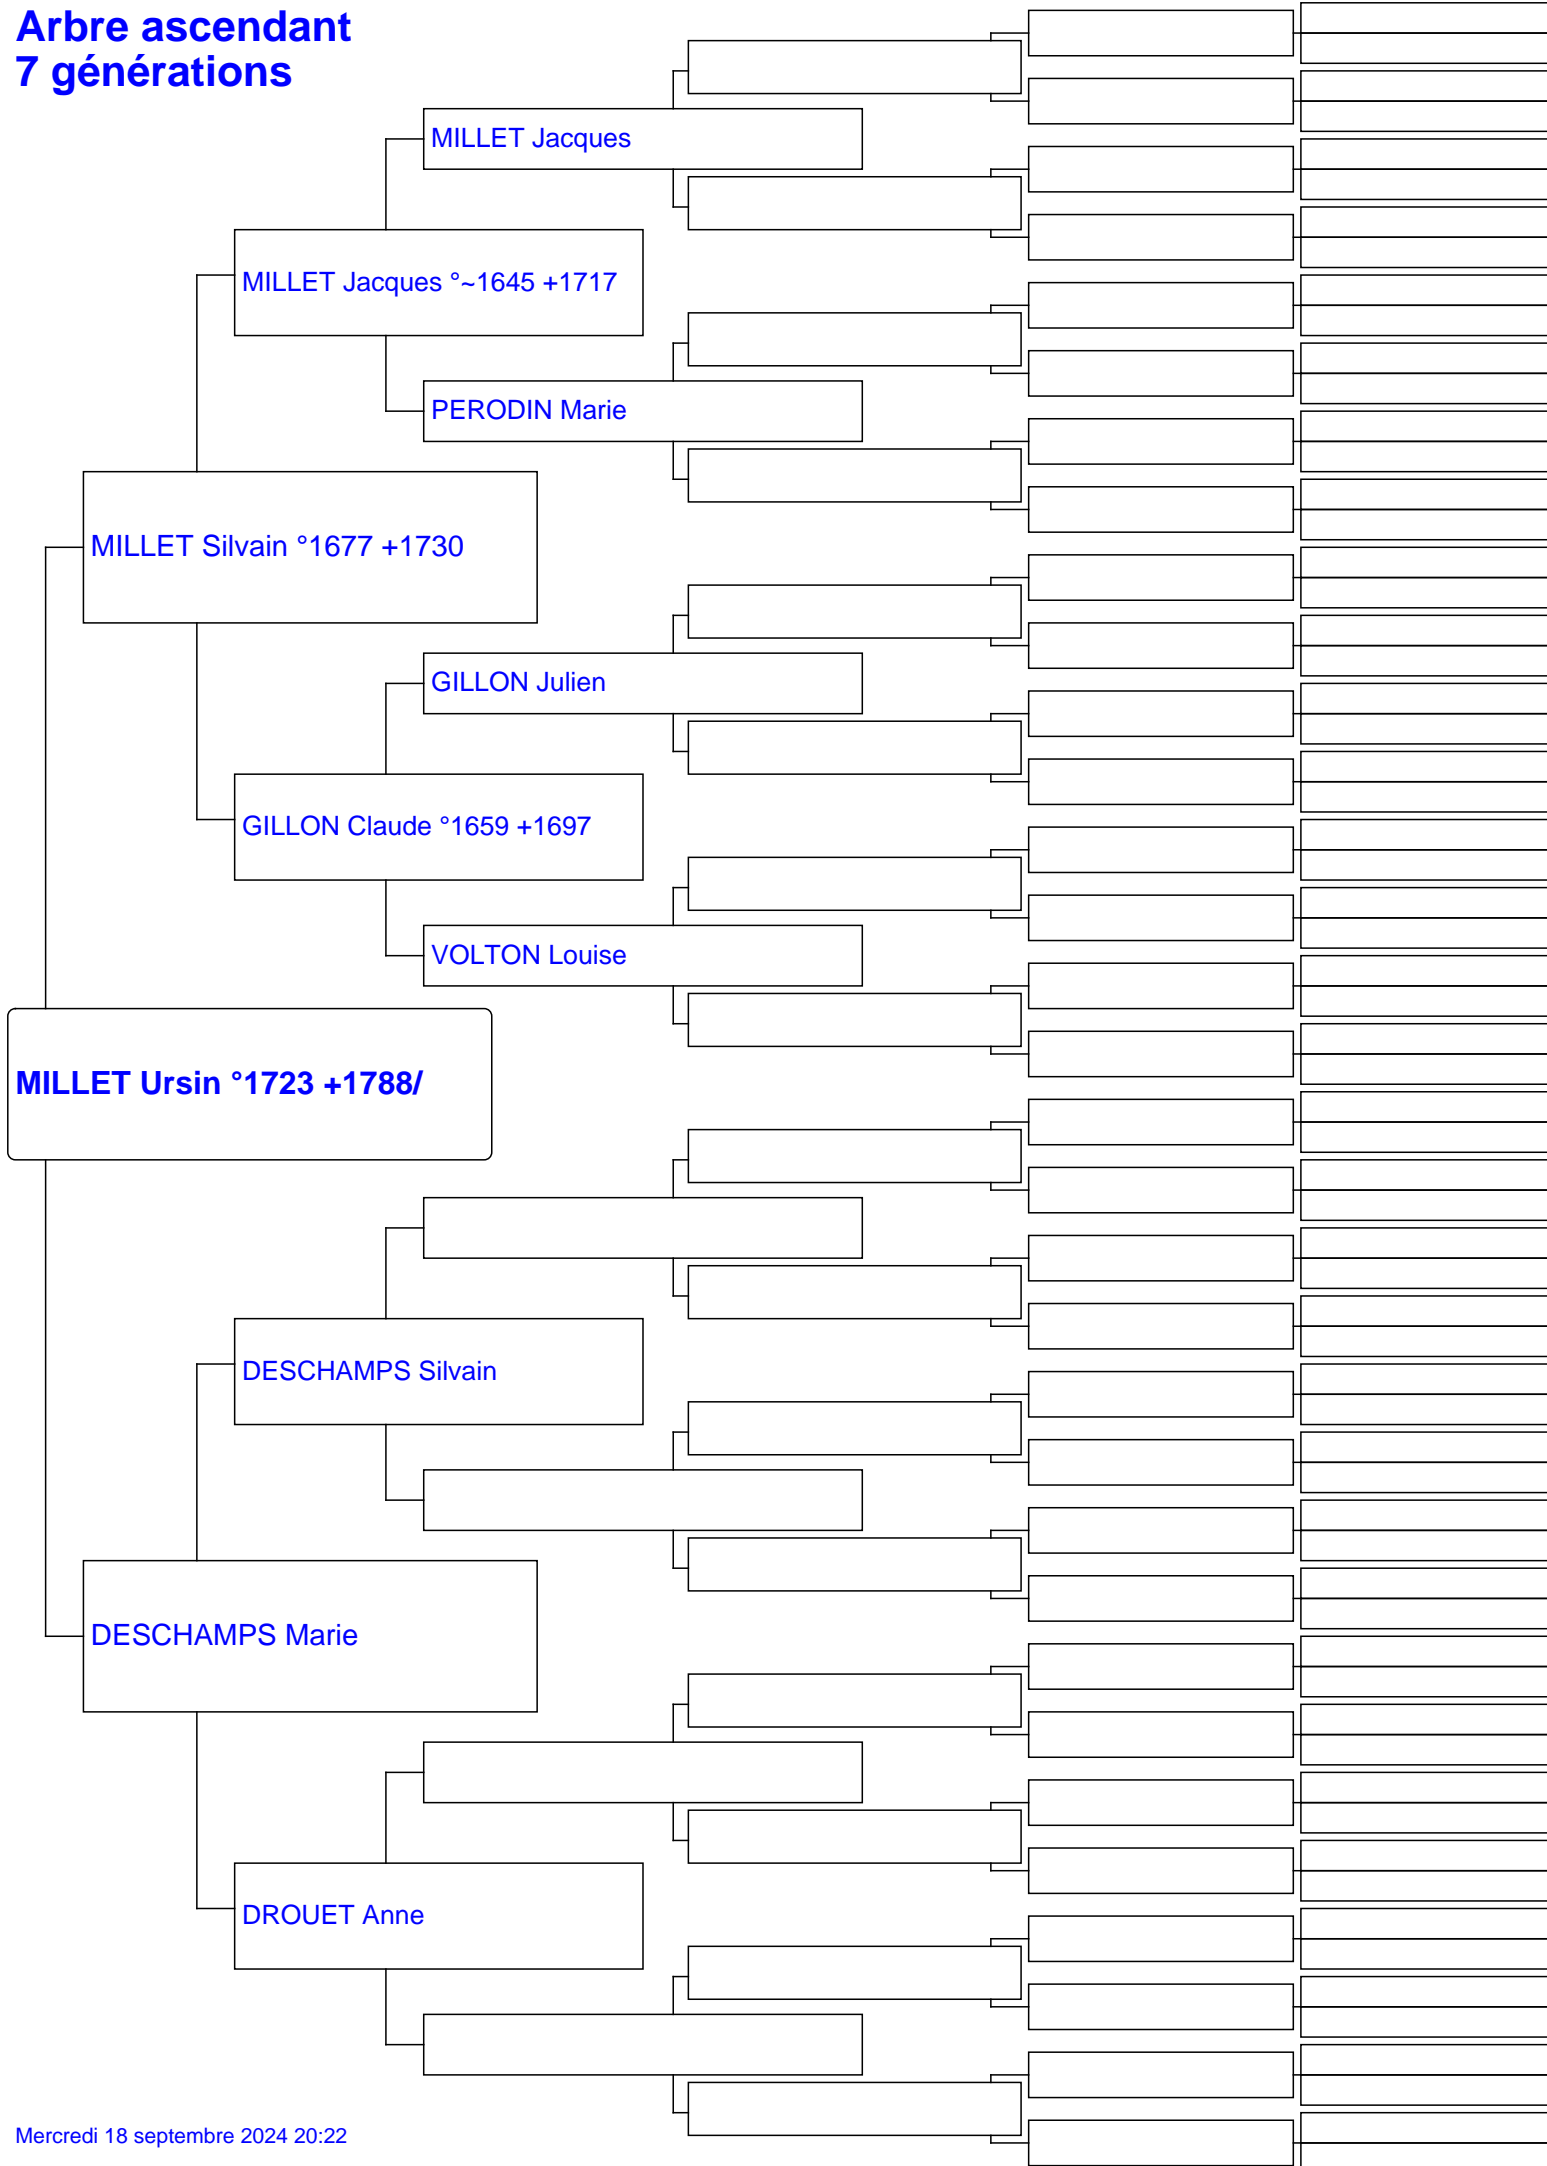 Arbre ascendant
7 générations
MILLET Jacques
MILLET Jacques °~1645 +1717
PERODIN Marie
MILLET Silvain °1677 +1730
GILLON Julien
GILLON Claude °1659 +1697
VOLTON Louise
MILLET Ursin °1723 +1788/
DESCHAMPS Silvain
DESCHAMPS Marie
DROUET Anne
Mercredi 18 septembre 2024 20:22